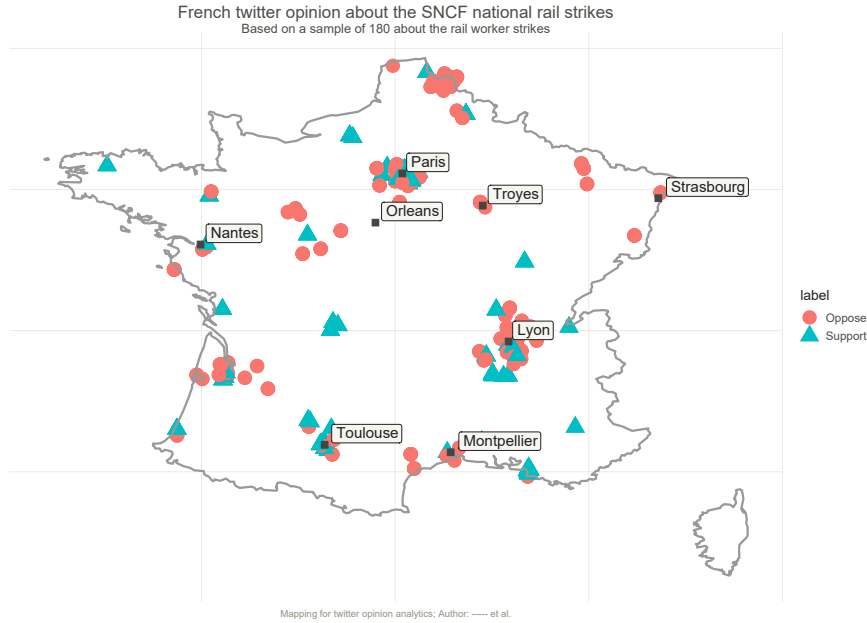 French twitter opinion about the SNCF national rail strikes
Based on a sample of 180 about the rail worker strikes
Paris
Strasbourg
Troyes
Orleans
Nantes
label
Oppose
Support
Lyon
Toulouse
Montpellier
Mapping for twitter opinion analytics; Author: ----- et al.